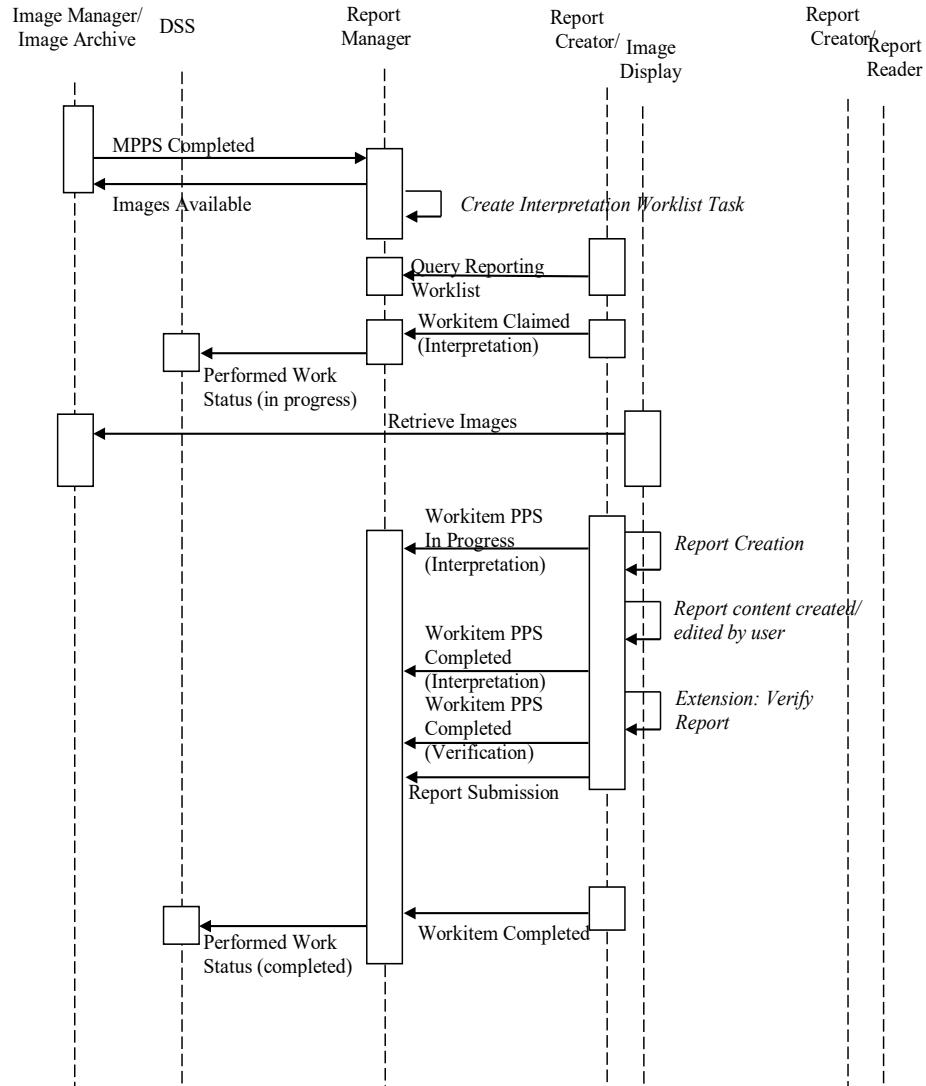 Image Manager/
Image Archive
DSS
Report
Manager
Report
Creator/
Image
Display
Report
Creator/
Report
Reader
MPPS Completed
Images Available
Create Interpretation Worklist Task
Query Reporting
Worklist
Workitem Claimed
(Interpretation)
Performed Work
Status (in progress)
Retrieve Images
Workitem PPS
In Progress
(Interpretation)
Report Creation
Report content created/
edited by user
Workitem PPS
Completed
(Interpretation)
Extension: Verify
Report
Workitem PPS
Completed
(Verification)
Report Submission
Workitem Completed
Performed Work
Status (completed)